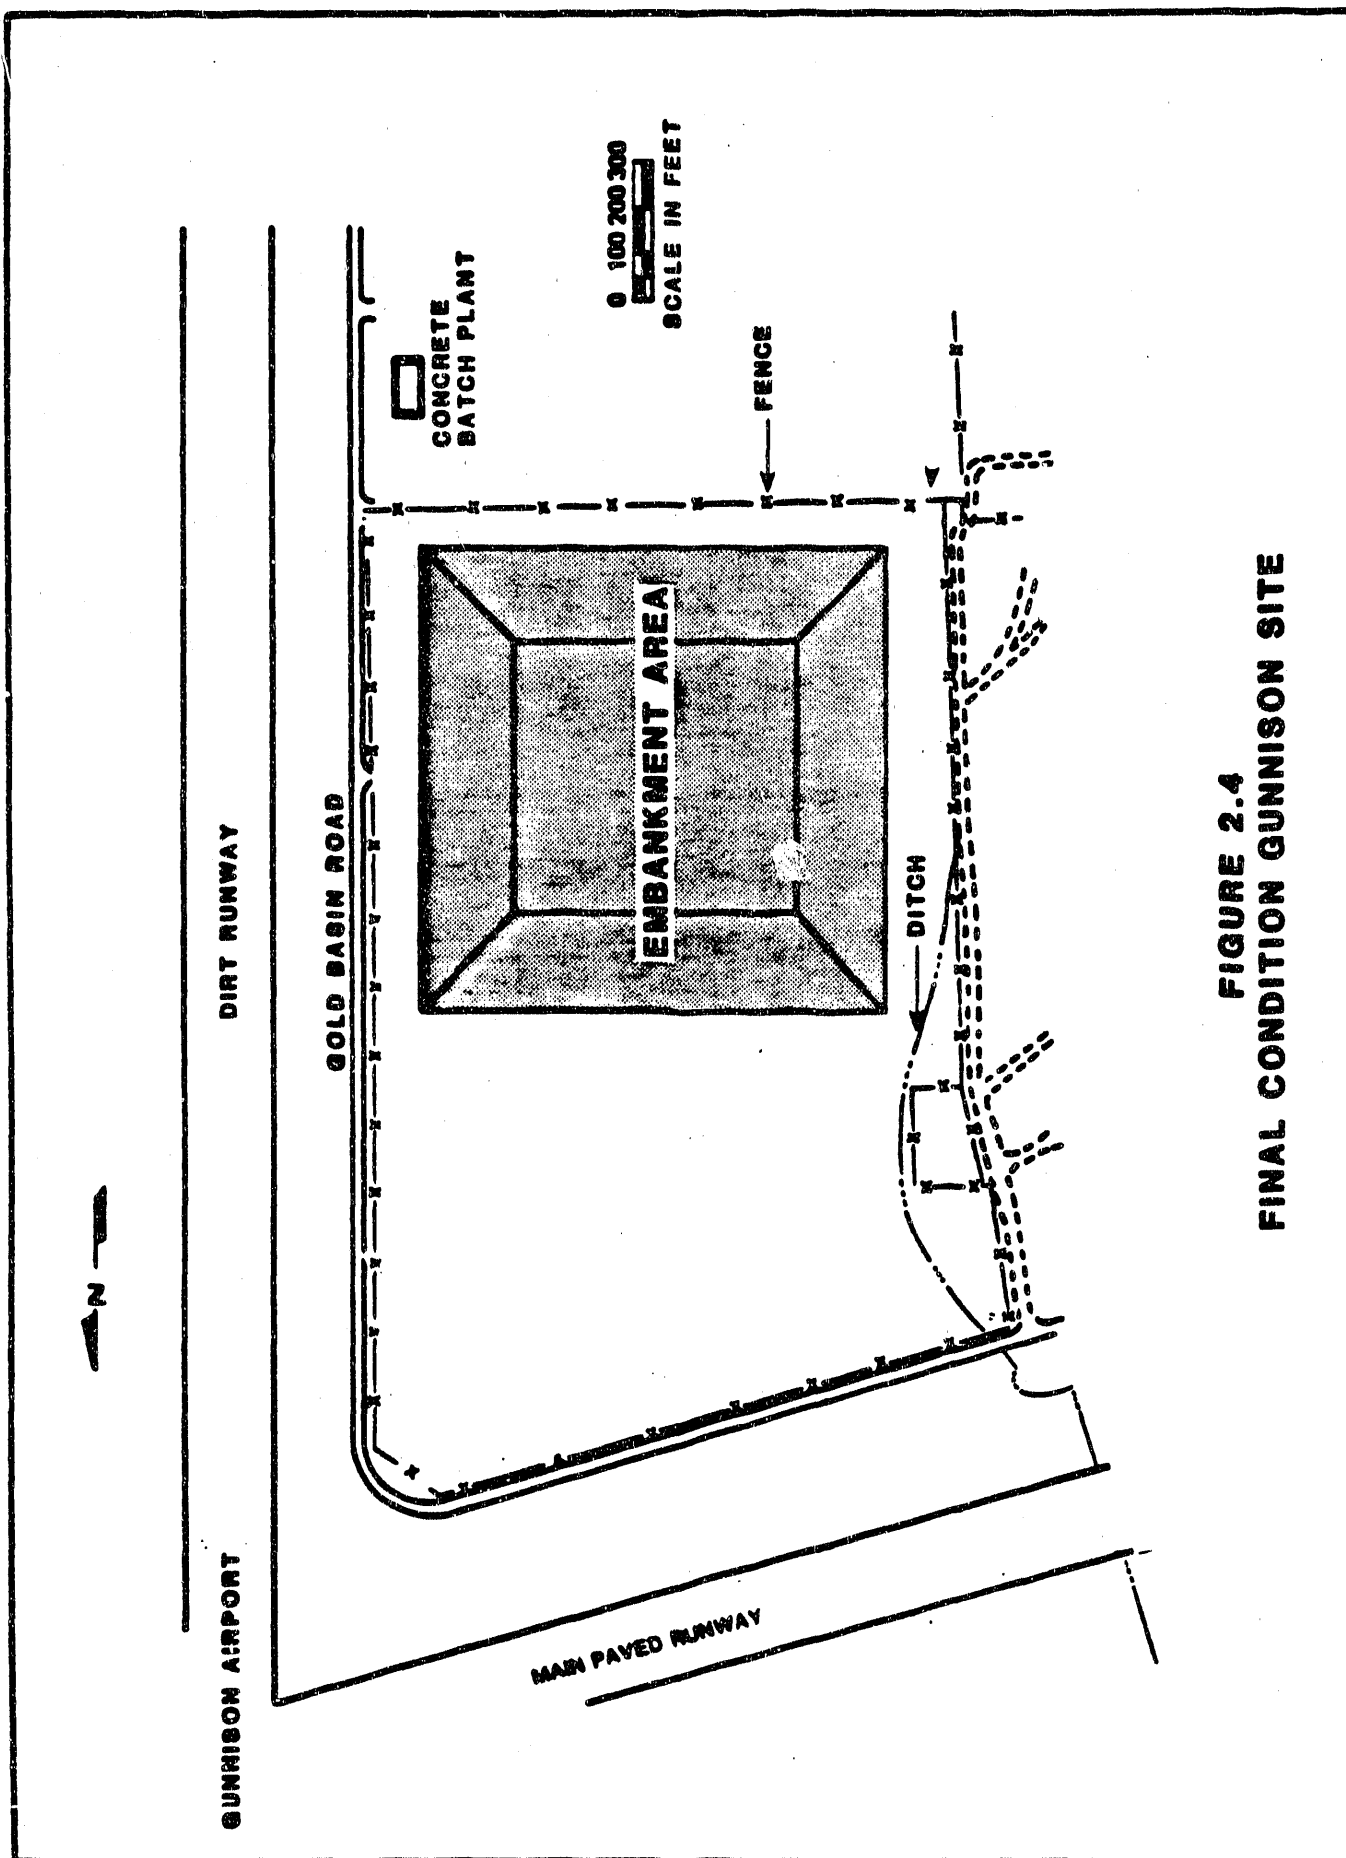 N
GUNNISON AIRPORT
DIRT RUNWAY
GOLD BASIN ROAD
CONCRETE
BATCH PLANT
0 100 200 300
SCALE IN FEET
MAIN PAVED RUNWAY
EMBANKMENT AREA
FENCE
DITCH
FIGURE 2.4
FINAL CONDITION GUNNISON SITE